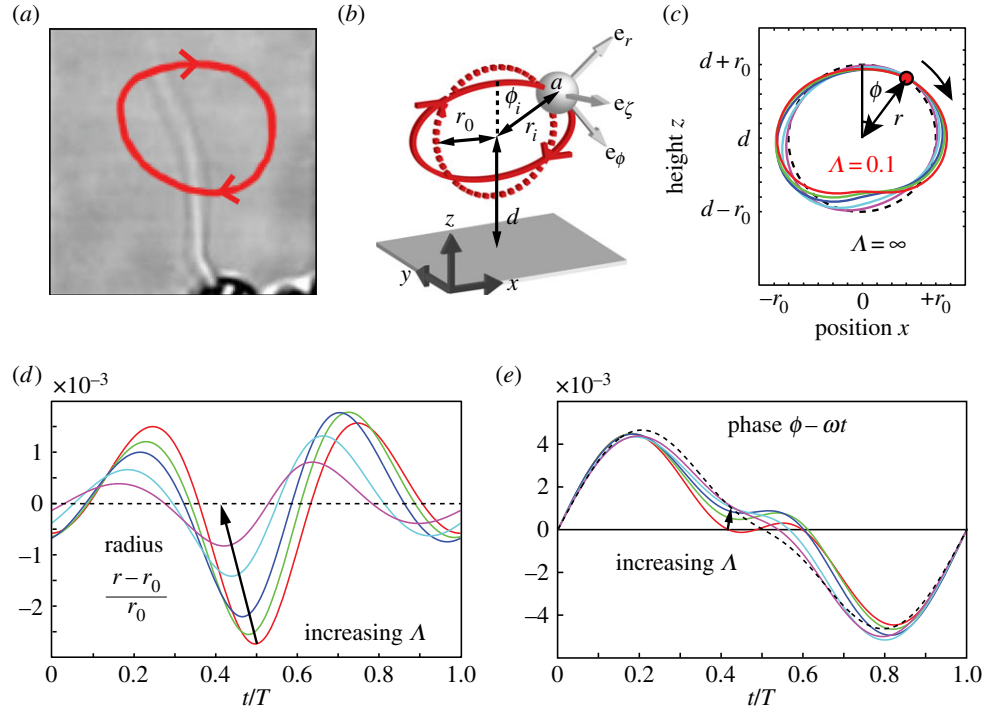 (a)
(b)
e_r
a
e_ζ
ϕ_i
r_i
r_0
e_ϕ
d
z
y
x
(c)
d + r_0
d
d − r_0
height z
ϕ
r
Λ = 0.1
Λ = ∞
−r_0
0
+r_0
position x
(d)
×10⁻³
1
0
−1
−2
radius
r − r_0
r_0
increasing Λ
0
0.2
0.4
0.6
0.8
1.0
t/T
(e)
×10⁻³
4
2
0
−2
−4
phase ϕ − ωt
increasing Λ
0
0.2
0.4
0.6
0.8
1.0
t/T